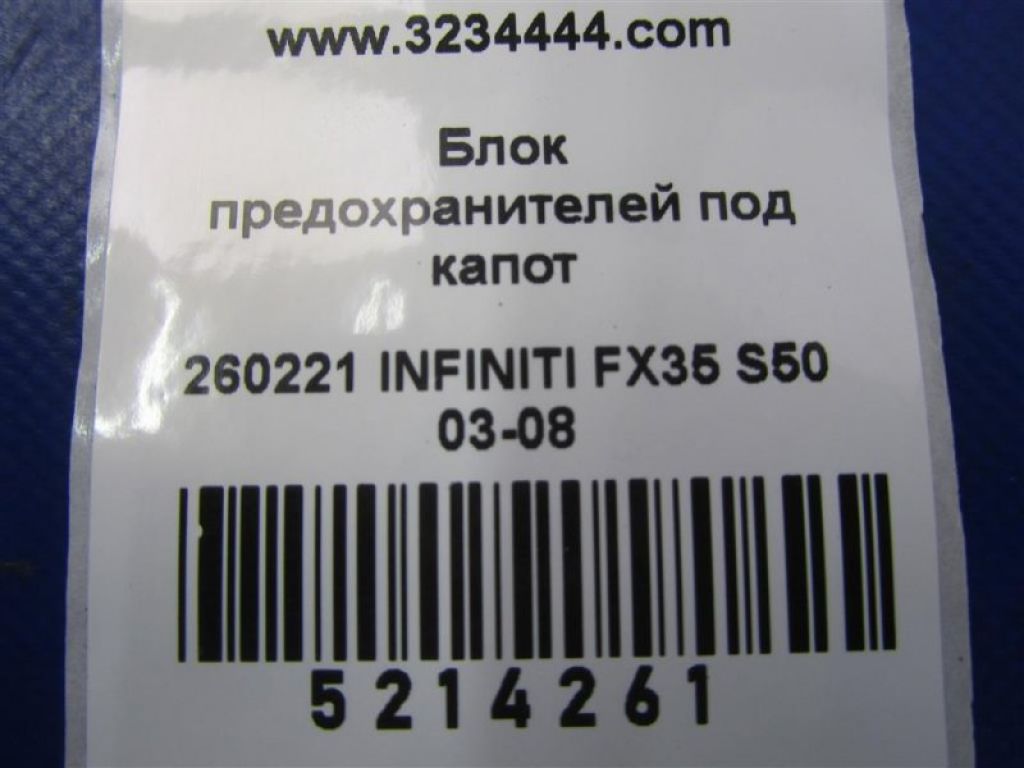 www.3234444.com
Блок
предохранителей под
капот
260221 INFINITI FX35 S50
03-08
5214261